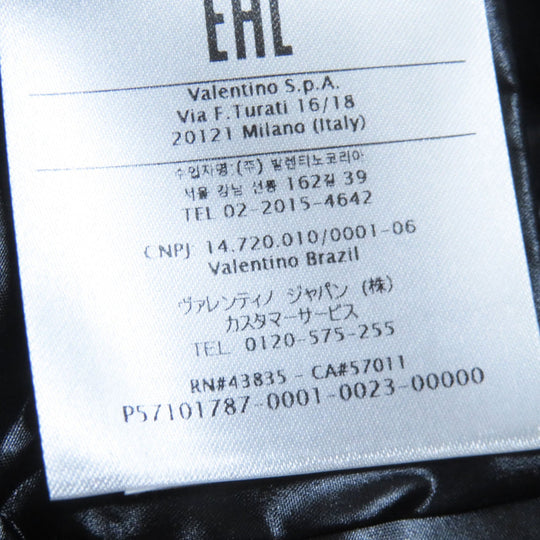 EAC
Valentino S.p.A.
Via F.Turati 16/18
20121 Milano (Italy)
수입자명:(주) 발렌티노코리아
서울 강남 선릉 162길 39
TEL 02-2015-4642
CNPJ: 14.720.010/0001-06
Valentino Brazil
ヴァレンティノ ジャパン (株)
カスタマーサービス
TEL. 0120-575-255
RN#43835 - CA#57011
P57101787-0001-0023-00000